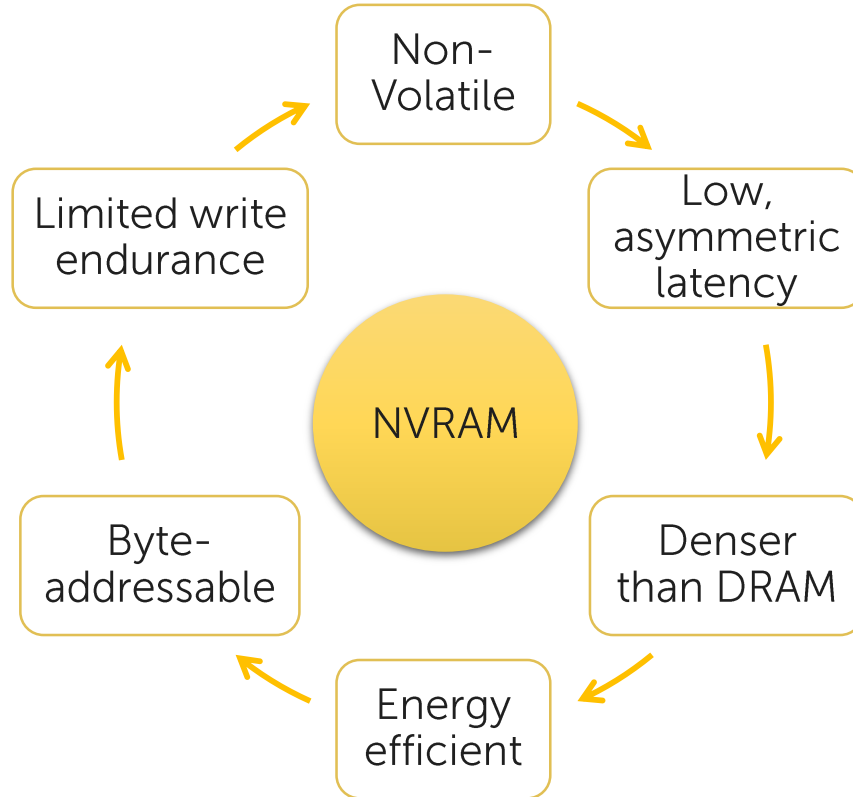 Non-
Volatile
Low,
asymmetric
latency
Denser
than DRAM
Energy
efficient
Byte-
addressable
Limited write
endurance
NVRAM